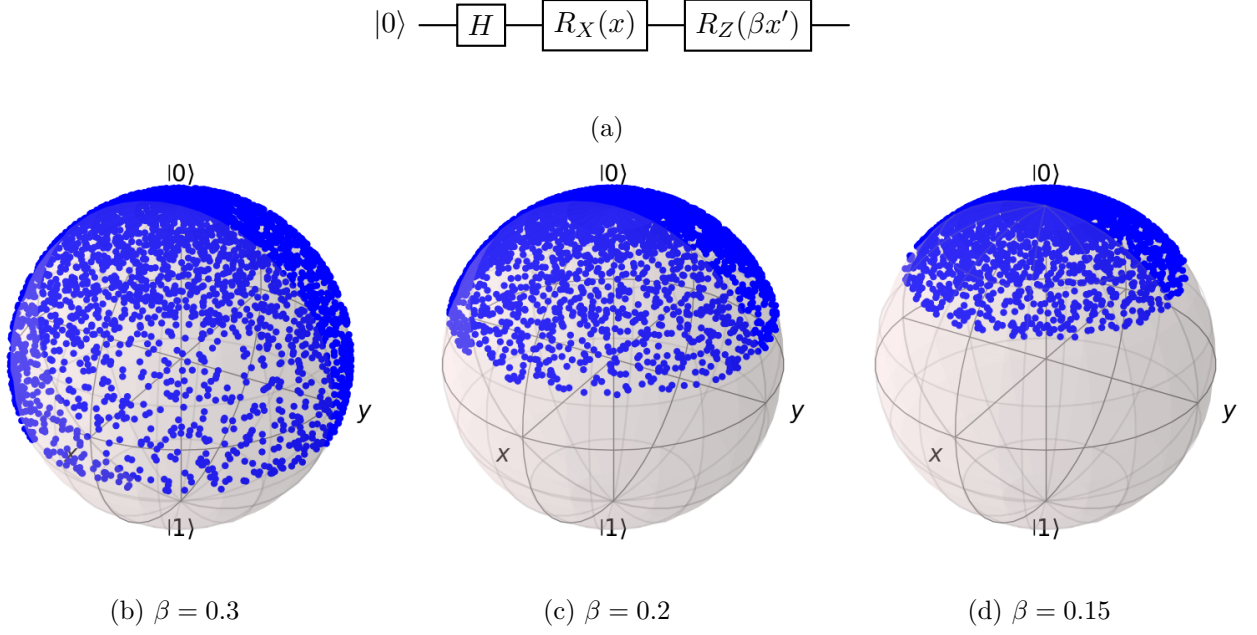 |0⟩ H R_X(x) R_Z(βx′)
(a)
|0⟩ |0⟩ |0⟩
y y y
x x x
|1⟩ |1⟩ |1⟩
(b) β = 0.3 (c) β = 0.2 (d) β = 0.15